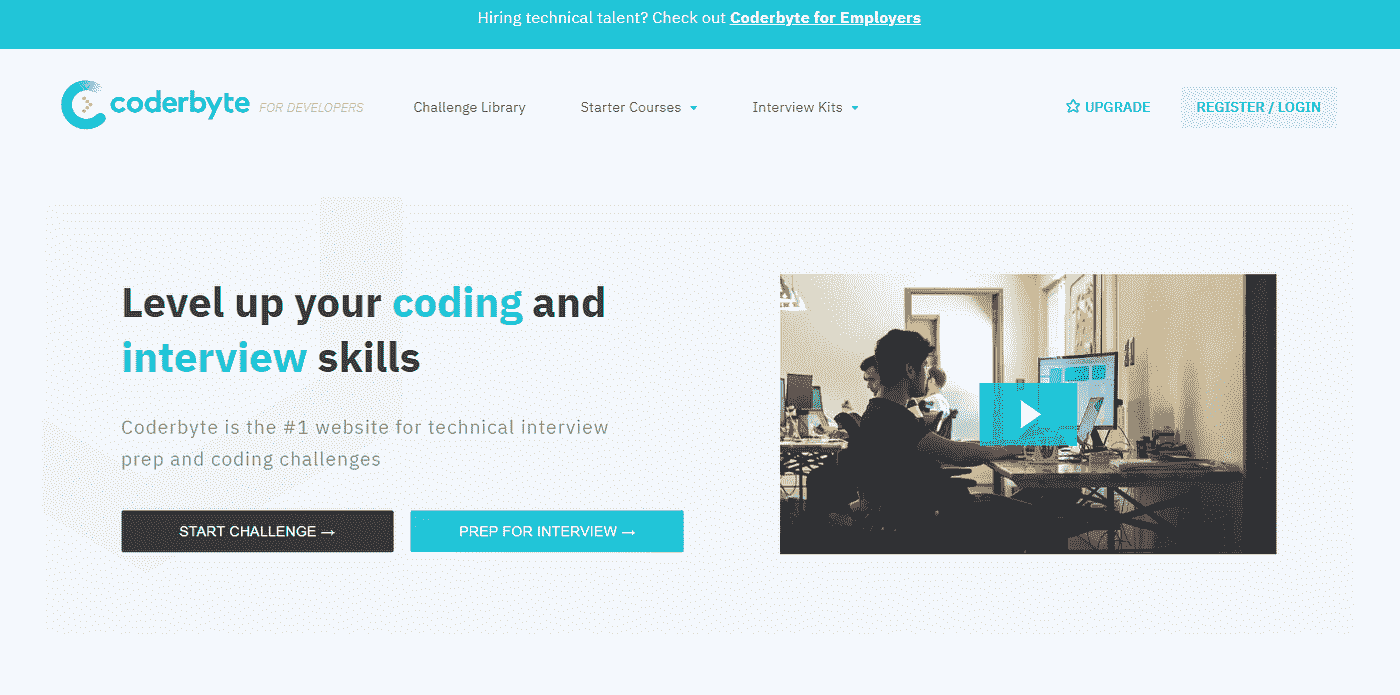 Hiring technical talent? Check out Coderbyte for Employers
coderbyte FOR DEVELOPERS Challenge Library Starter Courses Interview Kits UPGRADE REGISTER / LOGIN
Level up your coding and
interview skills
Coderbyte is the #1 website for technical interview
prep and coding challenges
START CHALLENGE → PREP FOR INTERVIEW →